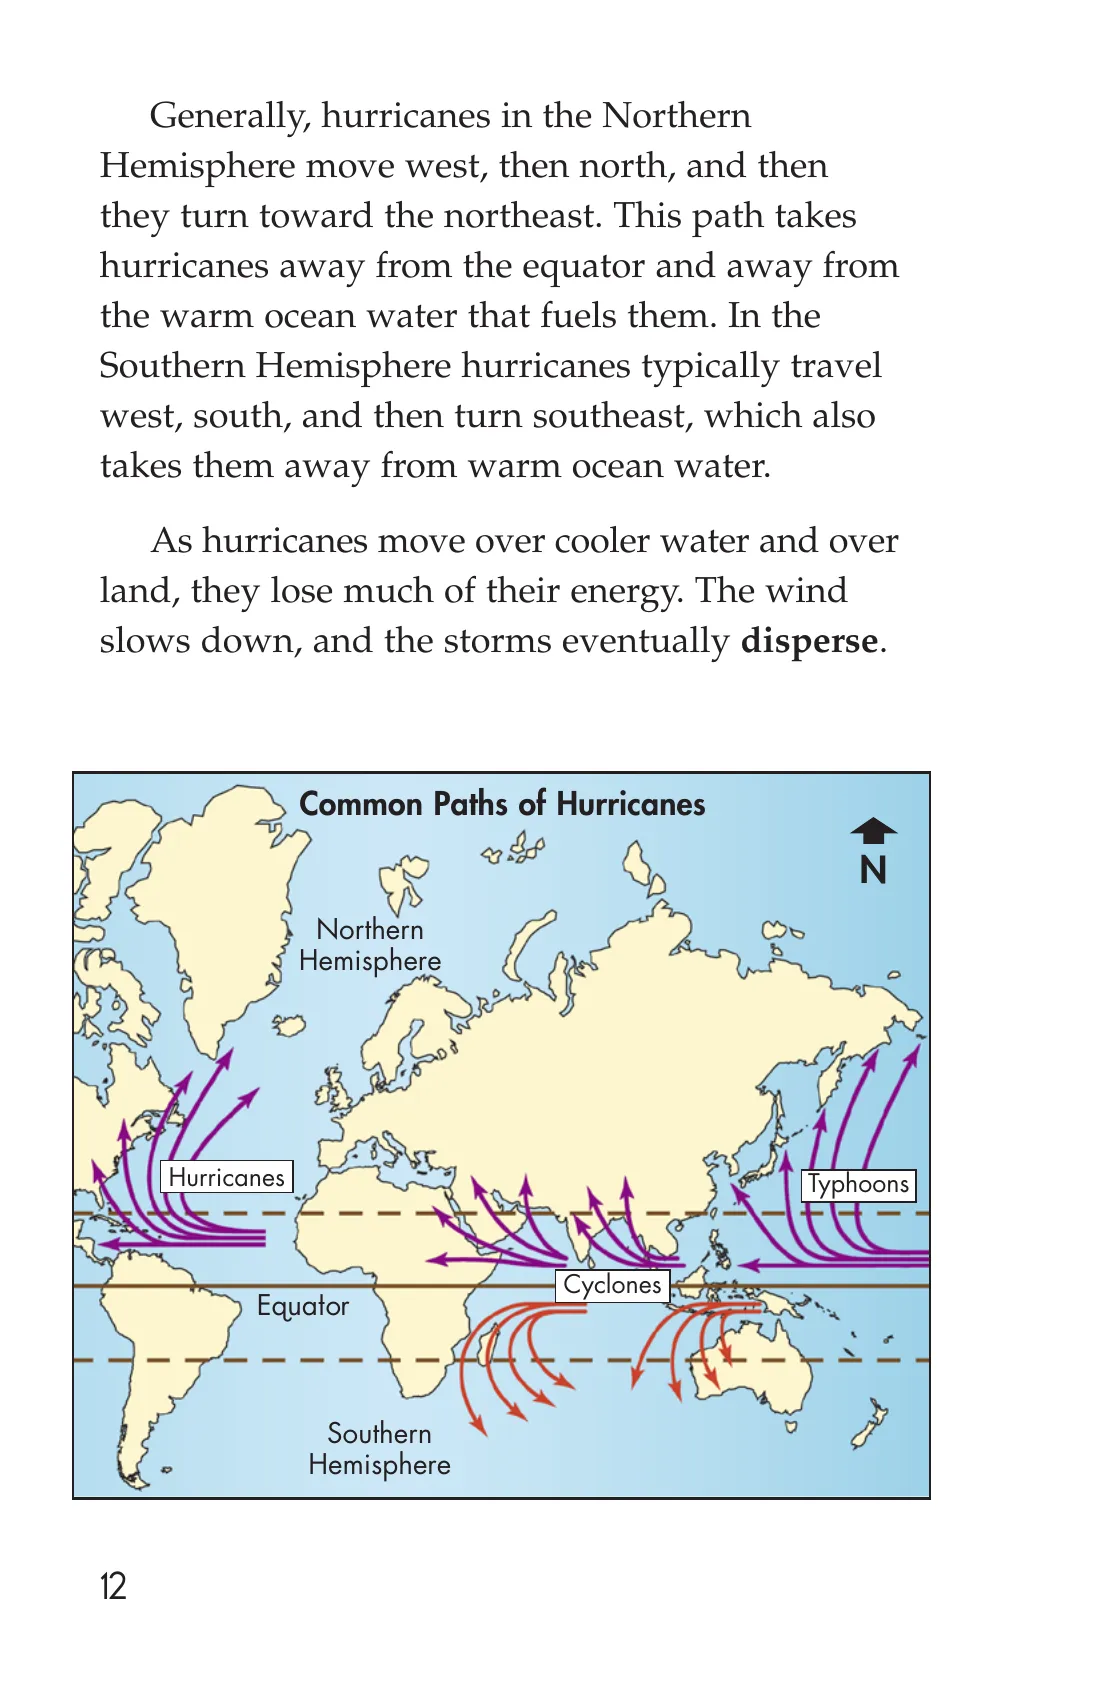 Generally, hurricanes in the Northern
Hemisphere move west, then north, and then
they turn toward the northeast. This path takes
hurricanes away from the equator and away from
the warm ocean water that fuels them. In the
Southern Hemisphere hurricanes typically travel
west, south, and then turn southeast, which also
takes them away from warm ocean water.
As hurricanes move over cooler water and over
land, they lose much of their energy. The wind
slows down, and the storms eventually disperse.
Common Paths of Hurricanes
N
Northern
Hemisphere
Hurricanes
Typhoons
Cyclones
Equator
Southern
Hemisphere
12